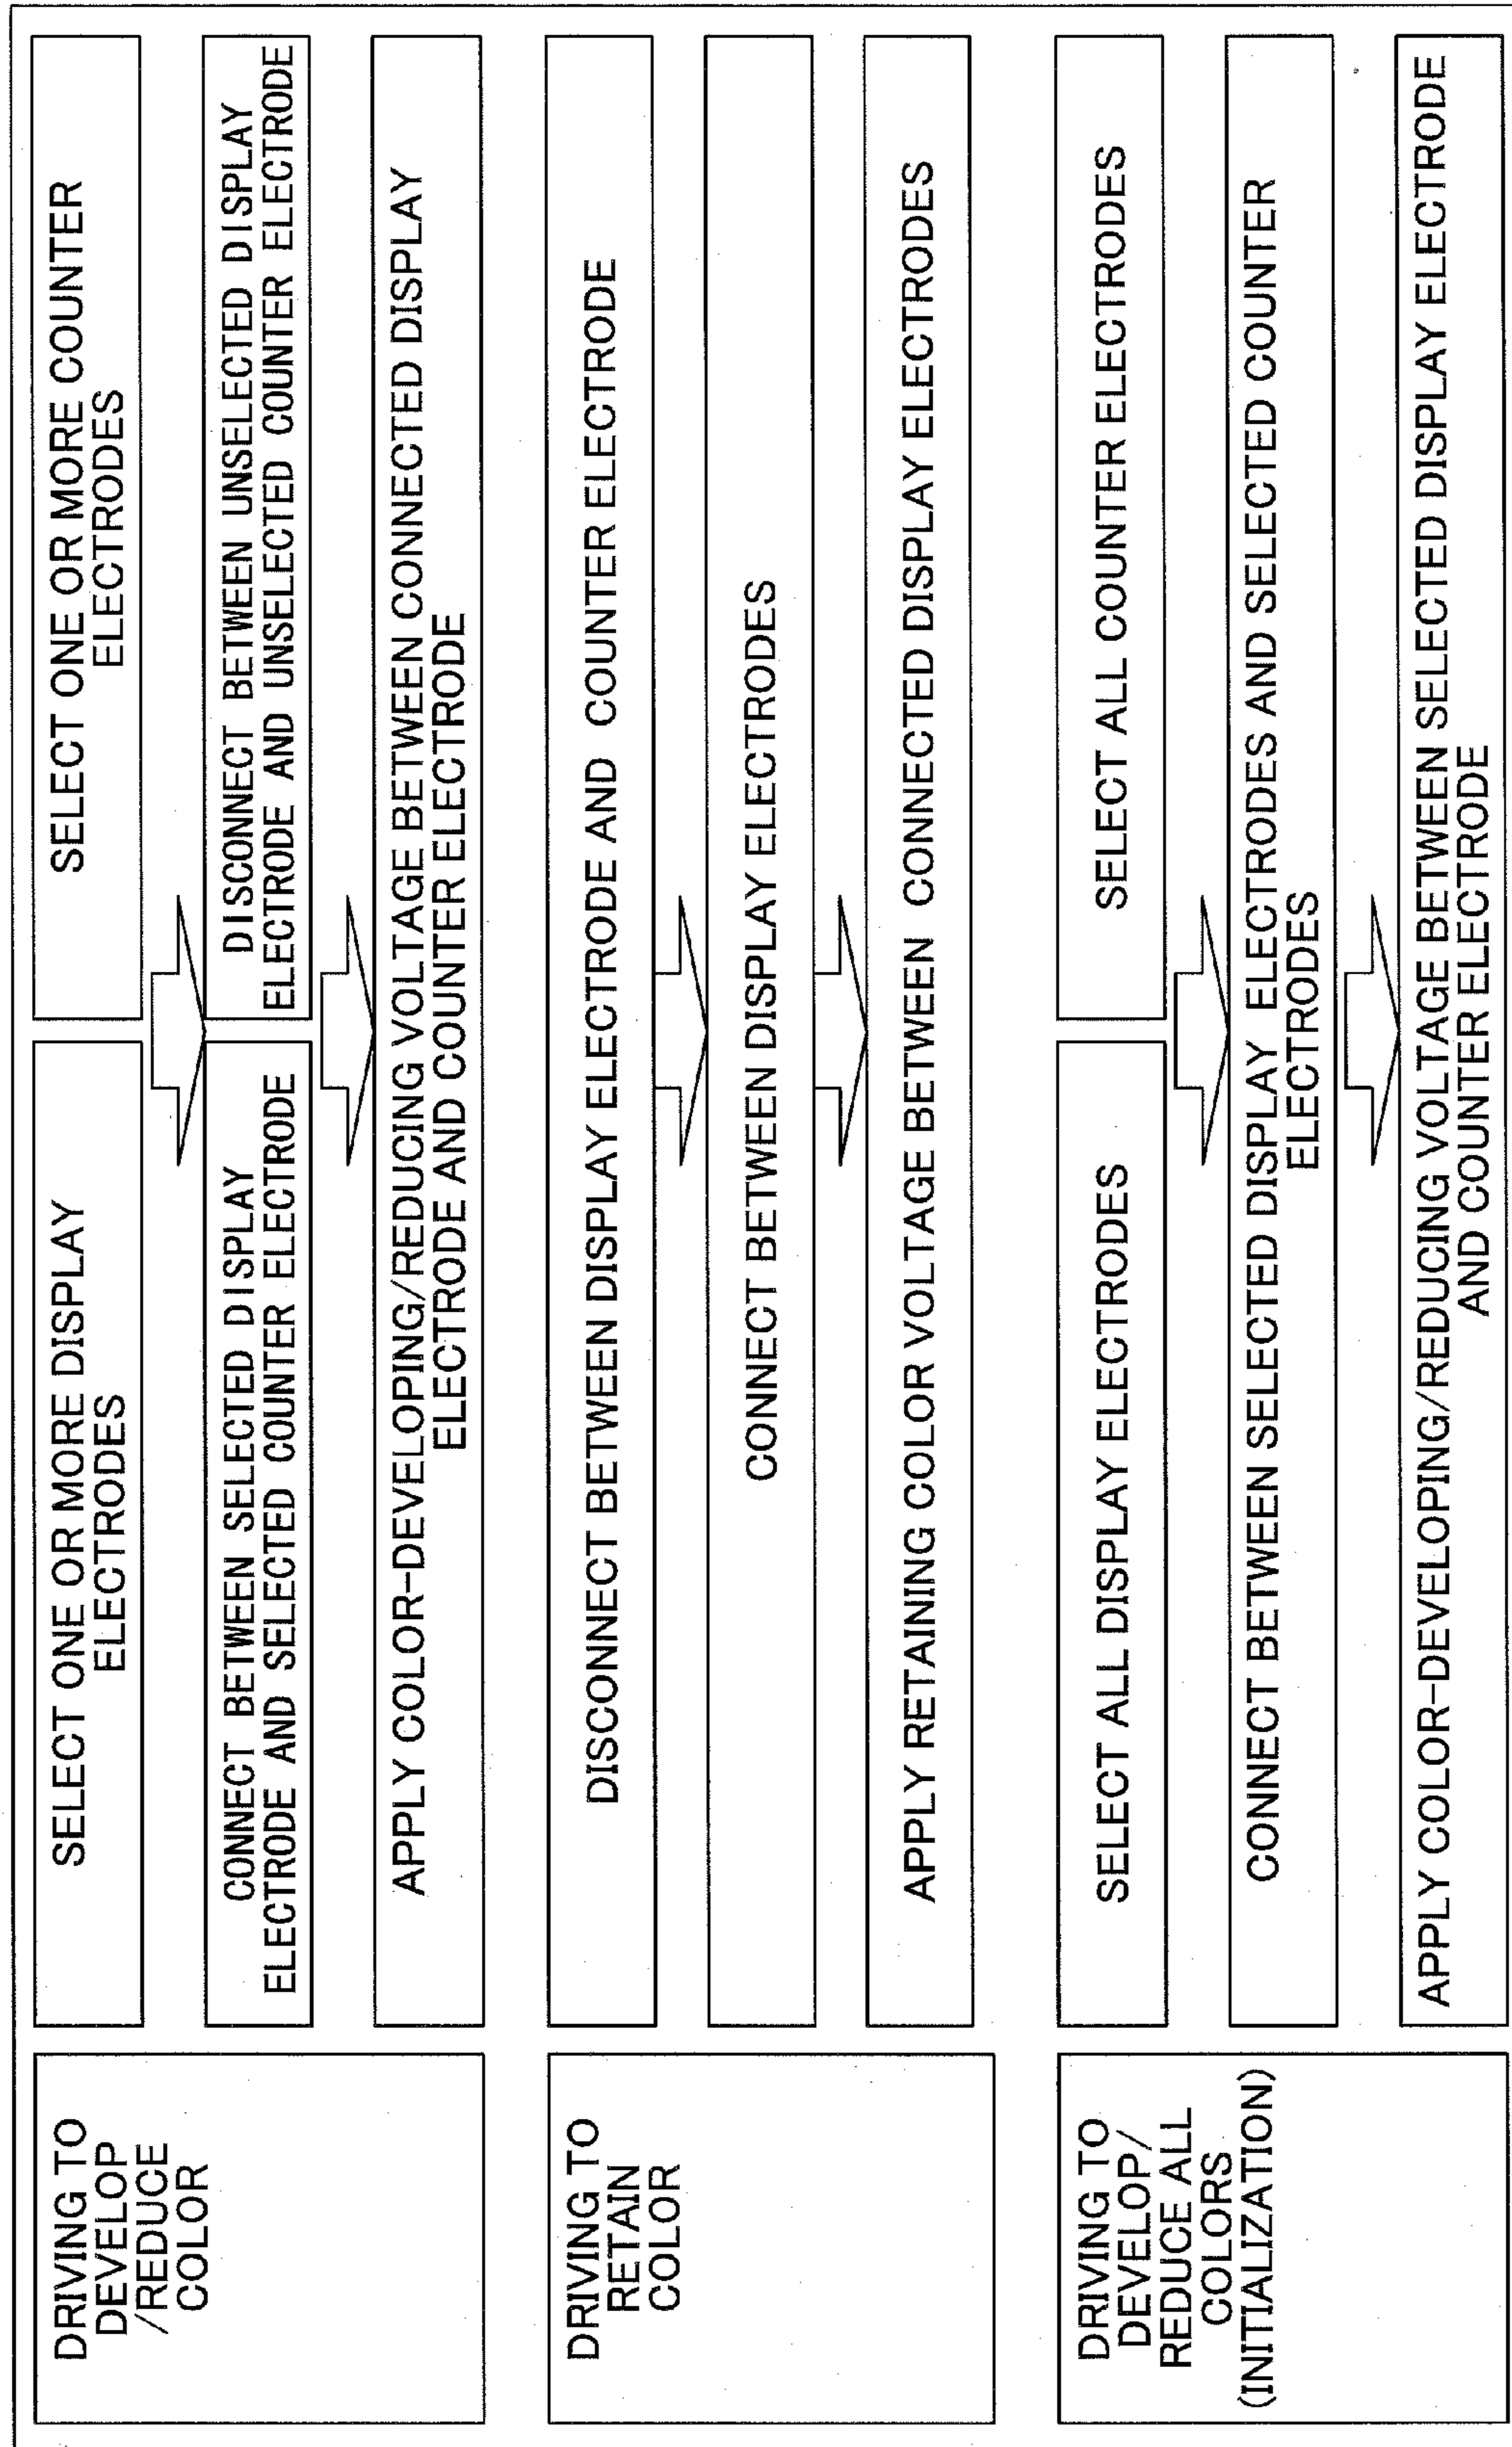 DRIVING TO
DEVELOP
/REDUCE
COLOR
SELECT ONE OR MORE DISPLAY
ELECTRODES
SELECT ONE OR MORE COUNTER
ELECTRODES
CONNECT BETWEEN SELECTED DISPLAY
ELECTRODE AND SELECTED COUNTER ELECTRODE
DISCONNECT BETWEEN UNSELECTED DISPLAY
ELECTRODE AND UNSELECTED COUNTER ELECTRODE
APPLY COLOR-DEVELOPING/REDUCING VOLTAGE BETWEEN CONNECTED DISPLAY
ELECTRODE AND COUNTER ELECTRODE
DRIVING TO
RETAIN
COLOR
DISCONNECT BETWEEN DISPLAY ELECTRODE AND COUNTER ELECTRODE
CONNECT BETWEEN DISPLAY ELECTRODES
APPLY RETAINING COLOR VOLTAGE BETWEEN CONNECTED DISPLAY ELECTRODES
DRIVING TO
DEVELOP/
REDUCE ALL
COLORS
(INITIALIZATION)
SELECT ALL DISPLAY ELECTRODES
SELECT ALL COUNTER ELECTRODES
CONNECT BETWEEN SELECTED DISPLAY ELECTRODES AND SELECTED COUNTER
ELECTRODES
APPLY COLOR-DEVELOPING/REDUCING VOLTAGE BETWEEN SELECTED DISPLAY ELECTRODE
AND COUNTER ELECTRODE